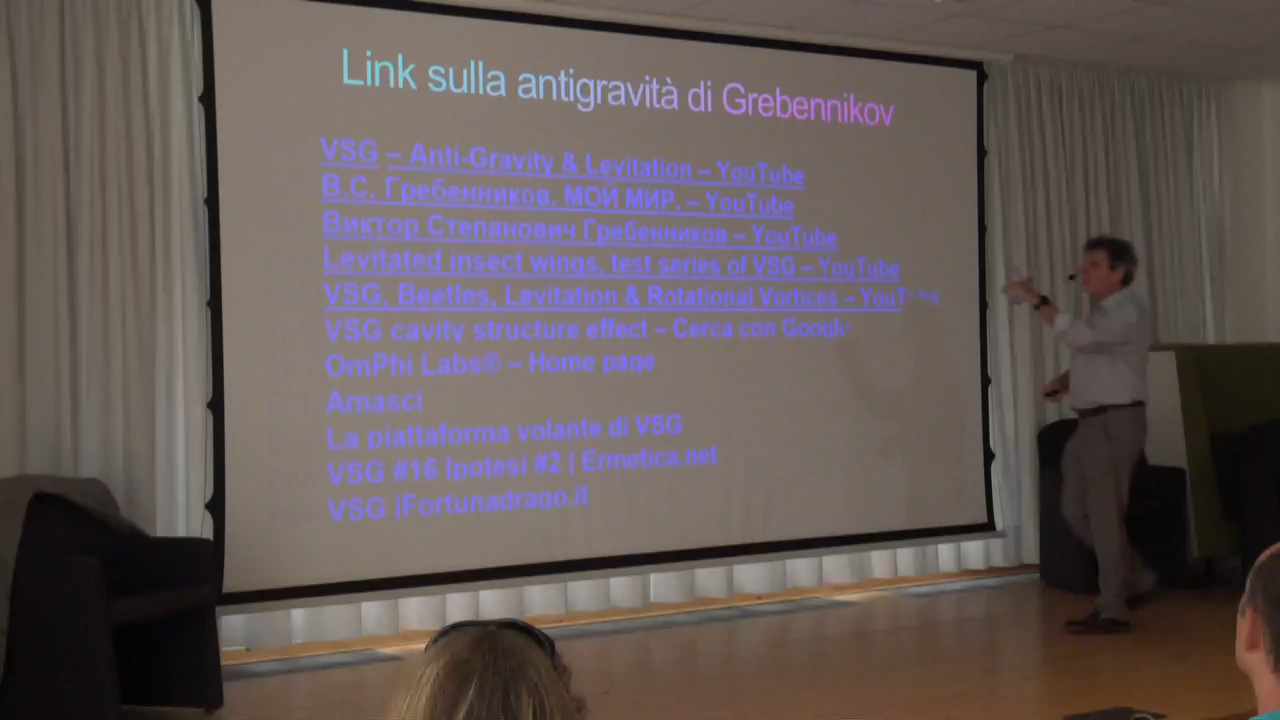 Link sulla antigravità di Grebennikov
VSG – Anti-Gravity & Levitation – YouTube
В.С. Гребенников. МОЙ МИР. – YouTube
Виктор Степанович Гребенников – YouTube
Levitated insect wings, test series of VSG – YouTube
VSG, Beetles, Levitation & Rotational Vortices – YouTube
VSG cavity structure effect – Cerca con Google
OmPhi Labs® – Home page
Amasci
La piattaforma volante di VSG
VSG #16 Ipotesi #2 | Ermetica.net
VSG |Fortunadrago.it